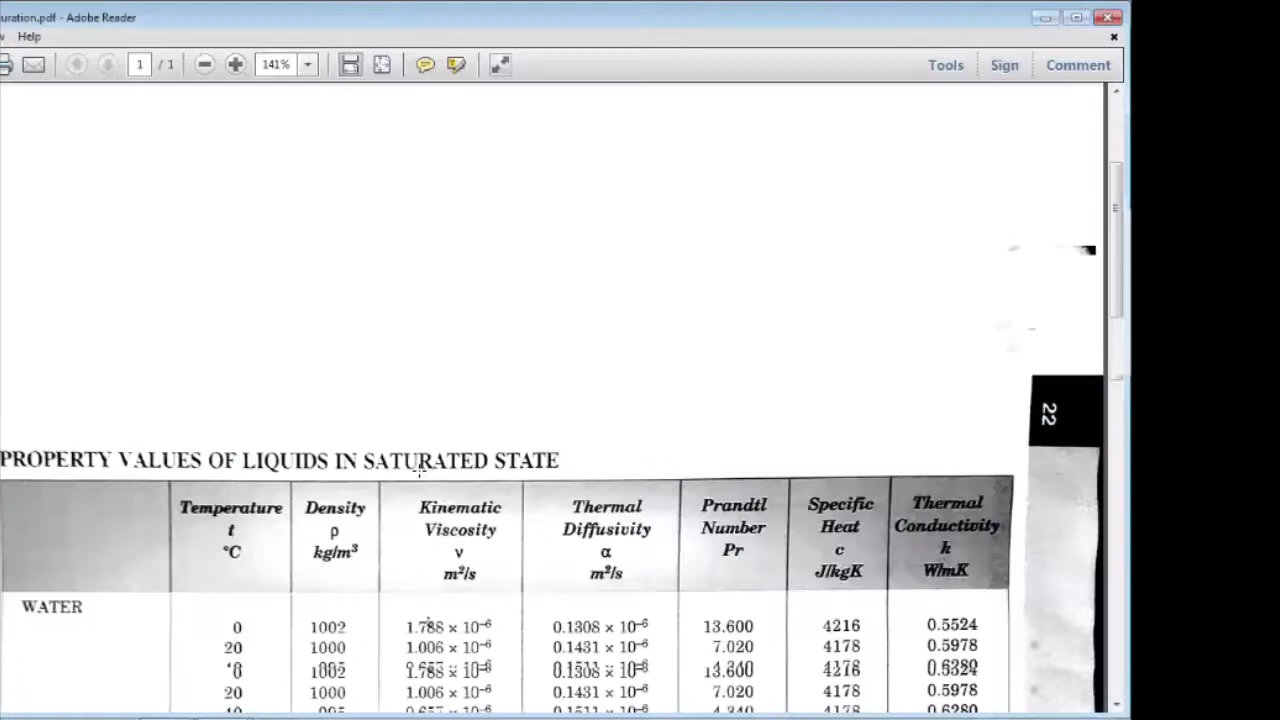 uration.pdf - Adobe Reader
Help
1 / 1 141% Tools Sign Comment
22
PROPERTY VALUES OF LIQUIDS IN SATURATED STATE
Temperature Density Kinematic Thermal Prandtl Specific Thermal
t ρ Viscosity Diffusivity Number Heat Conductivity
°C kg/m³ ν α Pr c k
m²/s m²/s J/kgK W/mK
WATER
0 1002 1.788 × 10⁻⁶ 0.1308 × 10⁻⁶ 13.600 4216 0.5524
20 1000 1.006 × 10⁻⁶ 0.1431 × 10⁻⁶ 7.020 4178 0.5978
20 1000 1.006 × 10⁻⁶ 0.1431 × 10⁻⁶ 7.020 4178 0.5978